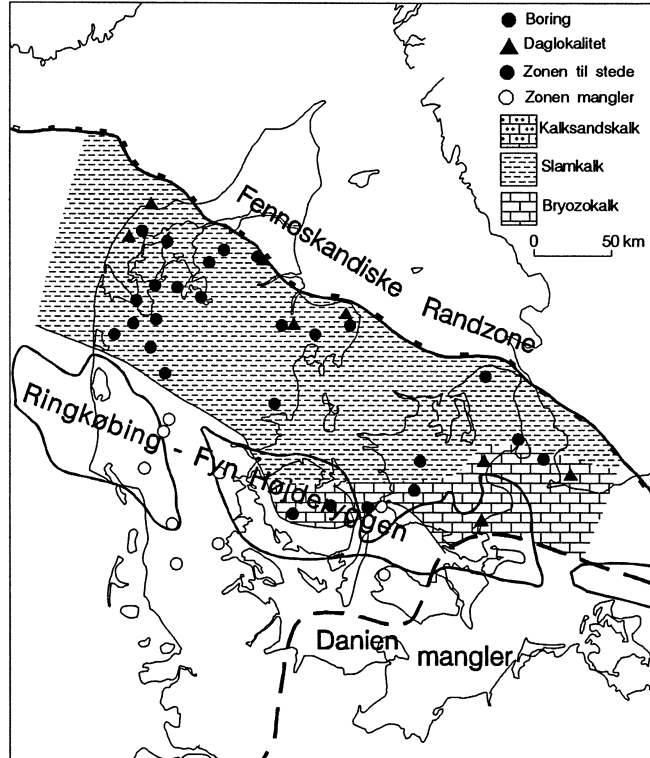 Boring
Daglokalitet
Zonen til stede
Zonen mangler
Kalksandskalk
Slamkalk
Bryozokalk
0 50 km
Fennoskandiske Randzone
Ringkøbing - Fyn Højderyggen
Danien mangler